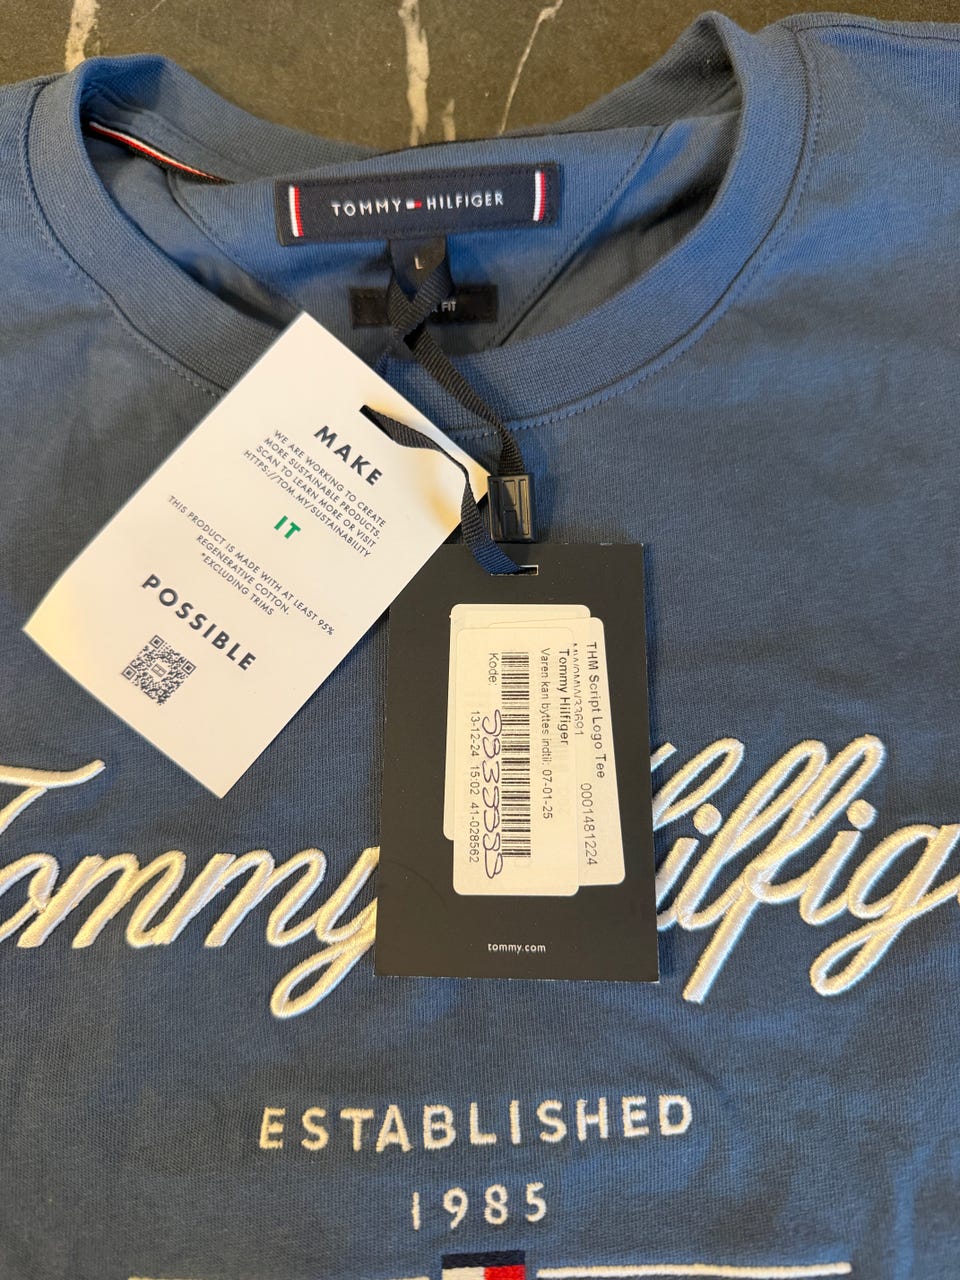 TOMMY HILFIGER
L
FIT
MAKE
WE ARE WORKING TO CREATE
MORE SUSTAINABLE PRODUCTS.
SCAN TO LEARN MORE OR VISIT
HTTPS://TOM.MY/SUSTAINABILITY
IT
THIS PRODUCT IS MADE WITH AT LEAST 95%
REGENERATIVE COTTON.
*EXCLUDING TRIMS
POSSIBLE
THM Script Logo Tee 0001481224
Tommy Hilfiger
Varen kan byttes indtil: 07-01-25
Kode:
13-12-24 15:02 41-028562
tommy.com
Tommy Hilfig
ESTABLISHED
1985